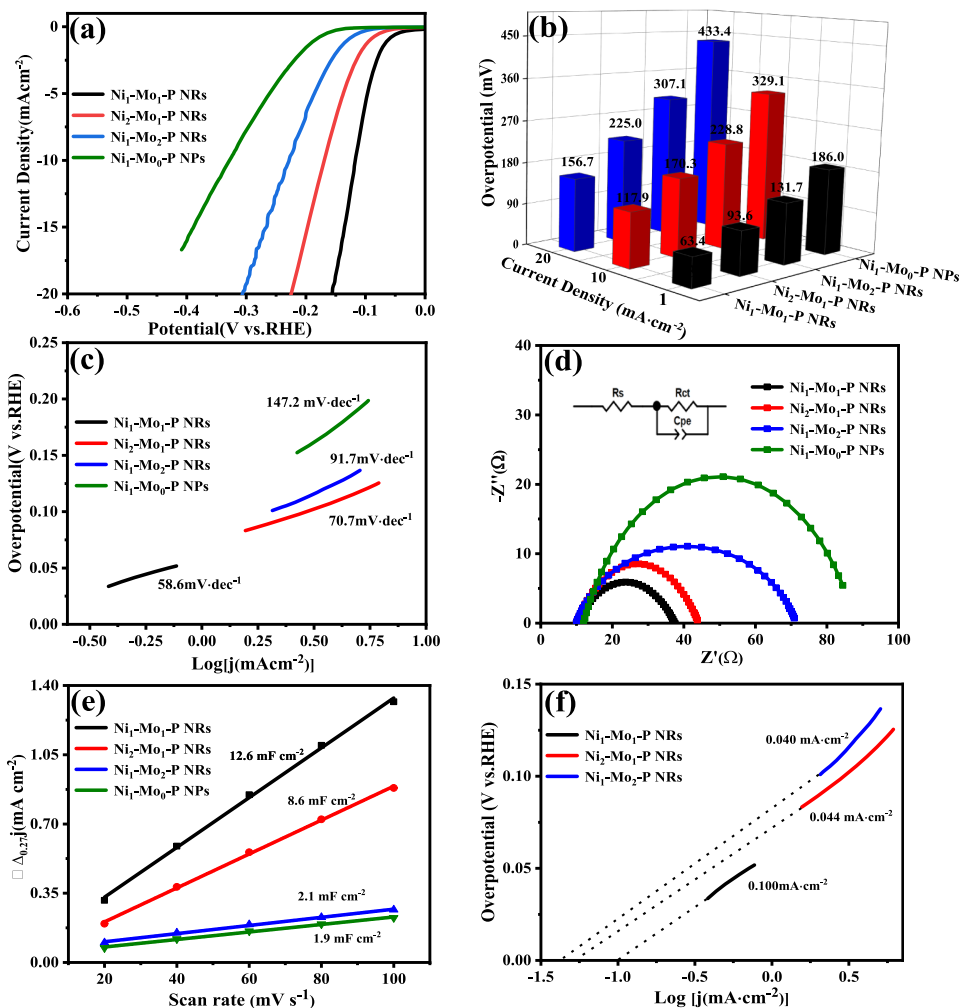 (a)
Current Density(mAcm⁻²)
0
-5
-10
-15
-20
Ni₁-Mo₁-P NRs
Ni₂-Mo₁-P NRs
Ni₁-Mo₂-P NRs
Ni₁-Mo₀-P NPs
-0.6 -0.5 -0.4 -0.3 -0.2 -0.1 0.0
Potential(V vs.RHE)
(b)
Overpotential (mV)
450
360
270
180
90
0
433.4
307.1
225.0
156.7
329.1
228.8
170.3
117.9
186.0
131.7
93.6
63.4
20
10
1
Current Density (mA·cm⁻²)
Ni₁-Mo₀-P NPs
Ni₁-Mo₂-P NRs
Ni₂-Mo₁-P NRs
Ni₁-Mo₁-P NRs
(c)
Overpotential(V vs.RHE)
0.25
0.20
0.15
0.10
0.05
0.00
Ni₁-Mo₁-P NRs
Ni₂-Mo₁-P NRs
Ni₁-Mo₂-P NRs
Ni₁-Mo₀-P NPs
147.2 mV·dec⁻¹
91.7mV·dec⁻¹
70.7mV·dec⁻¹
58.6mV·dec⁻¹
-0.50 -0.25 0.00 0.25 0.50 0.75 1.00
Log[j(mAcm⁻²)]
(d)
-Z''(Ω)
40
30
20
10
0
Rs
Rct
Cpe
Ni₁-Mo₁-P NRs
Ni₂-Mo₁-P NRs
Ni₁-Mo₂-P NRs
Ni₁-Mo₀-P NPs
0 20 40 60 80 100
Z'(Ω)
(e)
□ Δ₀.₂₇j(mA cm⁻²)
1.40
1.05
0.70
0.35
0.00
Ni₁-Mo₁-P NRs
Ni₂-Mo₁-P NRs
Ni₁-Mo₂-P NRs
Ni₁-Mo₀-P NPs
12.6 mF cm⁻²
8.6 mF cm⁻²
2.1 mF cm⁻²
1.9 mF cm⁻²
20 40 60 80 100
Scan rate (mV s⁻¹)
(f)
Overpotential (V vs.RHE)
0.15
0.10
0.05
0.00
Ni₁-Mo₁-P NRs
Ni₂-Mo₁-P NRs
Ni₁-Mo₂-P NRs
0.040 mA·cm⁻²
0.044 mA·cm⁻²
0.100mA·cm⁻²
-1.5 -1.0 -0.5 0.0 0.5
Log [j(mA·cm⁻²)]